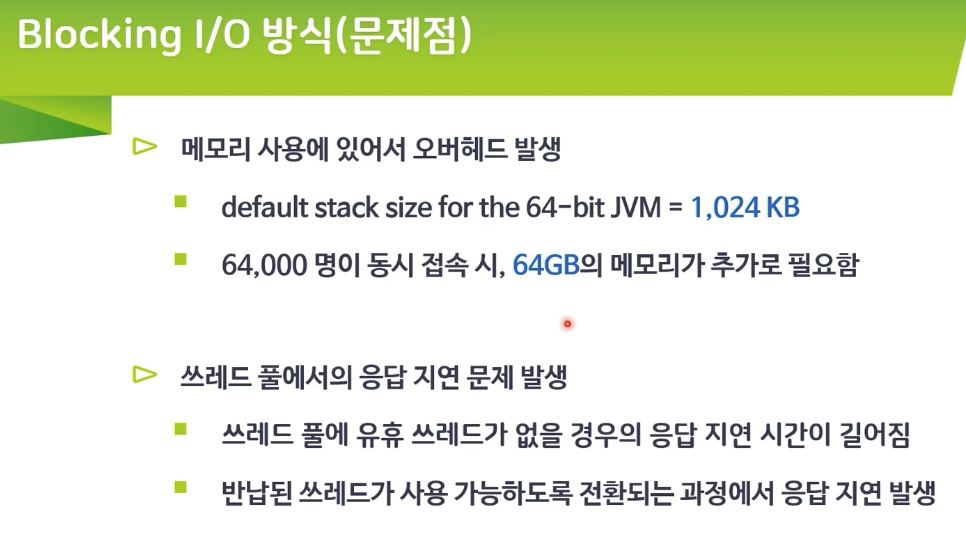 Blocking I/O 방식(문제점)
메모리 사용에 있어서 오버헤드 발생
default stack size for the 64-bit JVM = 1,024 KB
64,000 명이 동시 접속 시, 64GB의 메모리가 추가로 필요함
쓰레드 풀에서의 응답 지연 문제 발생
쓰레드 풀에 유휴 쓰레드가 없을 경우의 응답 지연 시간이 길어짐
반납된 쓰레드가 사용 가능하도록 전환되는 과정에서 응답 지연 발생